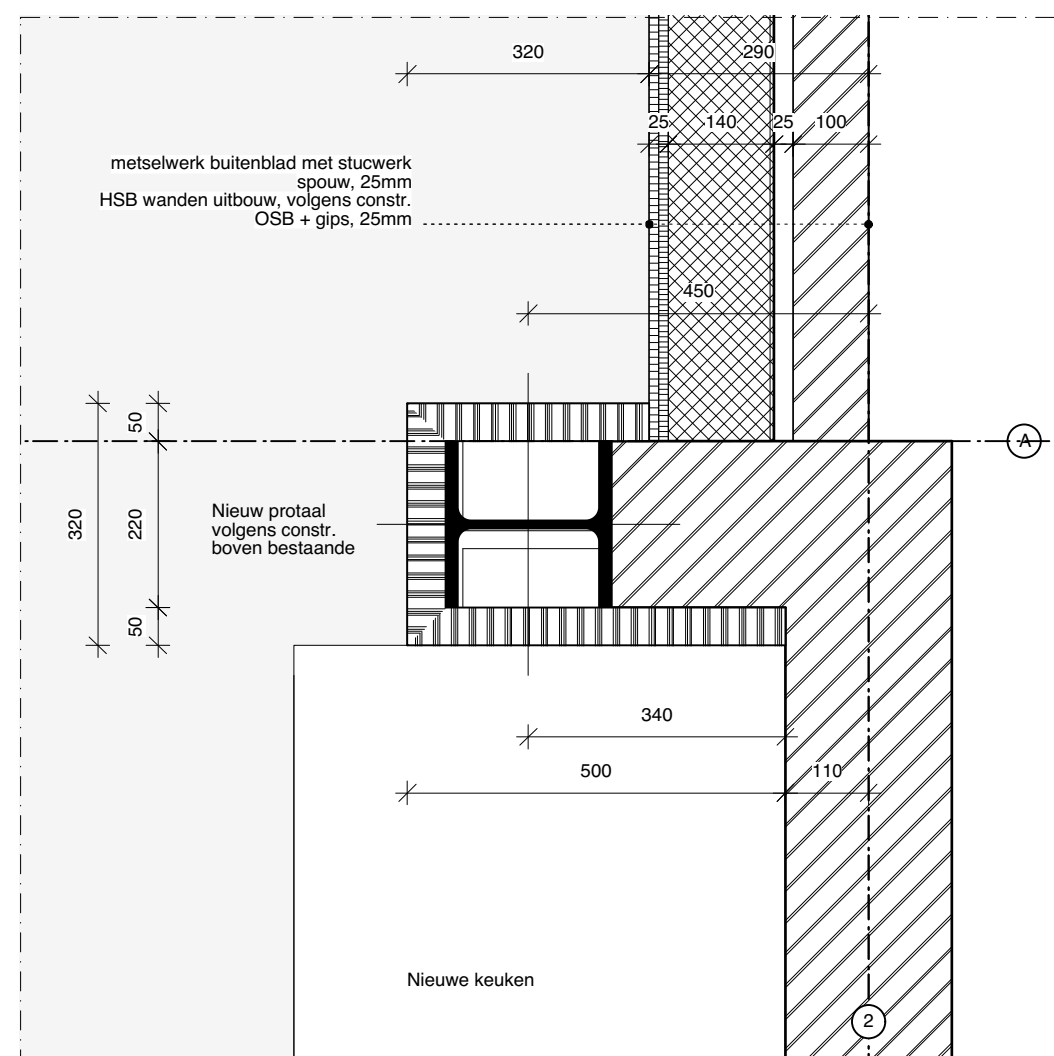 320
290
25
140
25
100
metselwerk buitenblad met stucwerk
spouw, 25mm
HSB wanden uitbouw, volgens constr.
OSB + gips, 25mm
450
50
A
320
220
Nieuw protaal
volgens constr.
boven bestaande
50
340
500
110
Nieuwe keuken
2